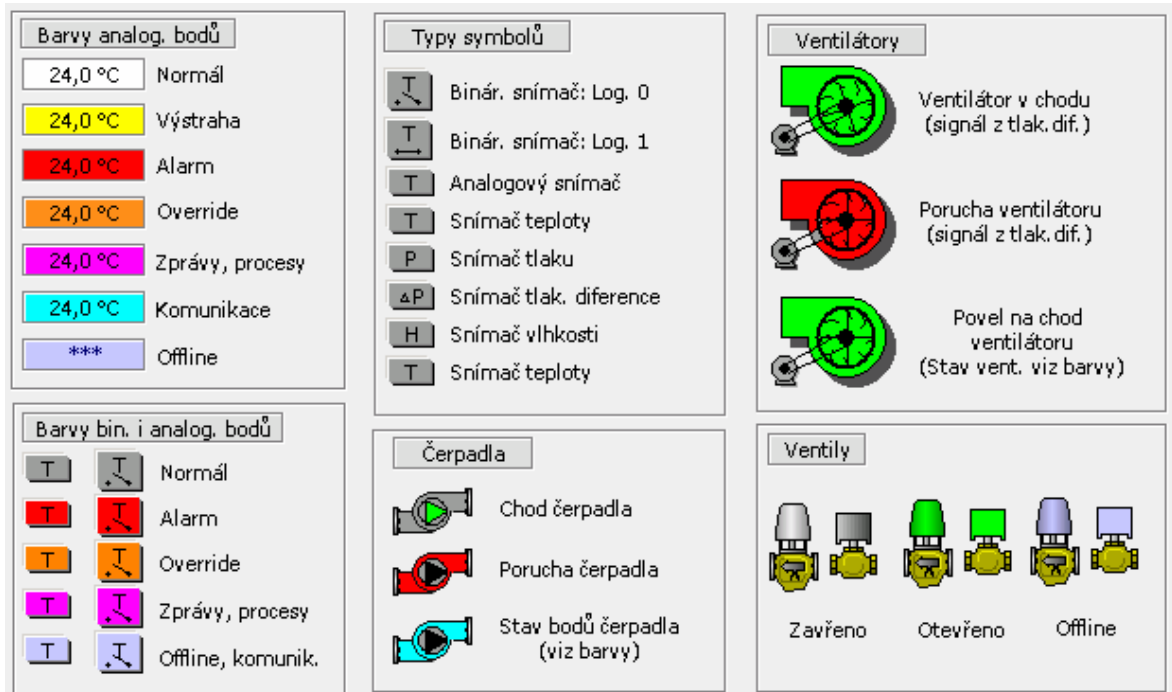 Barvy analog. bodů
24,0 °C Normál
24,0 °C Výstraha
24,0 °C Alarm
24,0 °C Override
24,0 °C Zprávy, procesy
24,0 °C Komunikace
*** Offline
Barvy bin. i analog. bodů
T T Normál
T T Alarm
T T Override
T T Zprávy, procesy
T T Offline, komunik.
Typy symbolů
T Binár. snímač: Log. 0
T Binár. snímač: Log. 1
T Analogový snímač
T Snímač teploty
P Snímač tlaku
ΔP Snímač tlak. diference
H Snímač vlhkosti
T Snímač teploty
Čerpadla
Chod čerpadla
Porucha čerpadla
Stav bodů čerpadla
(viz barvy)
Ventilátory
Ventilátor v chodu
(signál z tlak. dif.)
Porucha ventilátoru
(signál z tlak. dif.)
Povel na chod
ventilátoru
(Stav vent. viz barvy)
Ventily
Zavřeno Otevřeno Offline